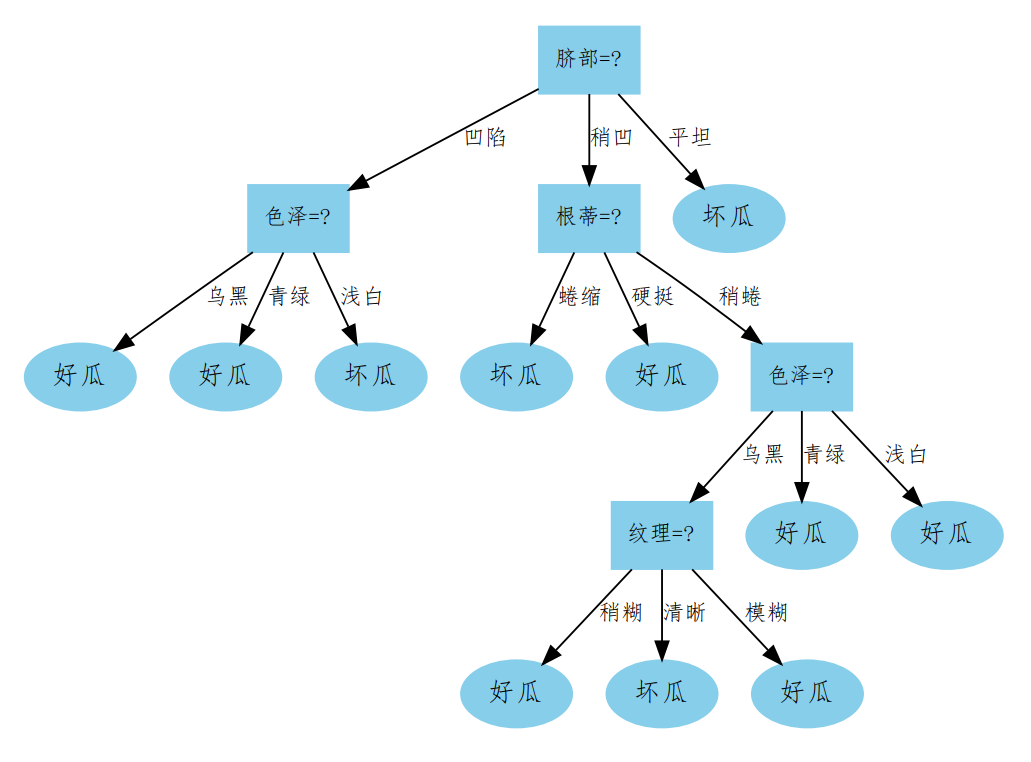 脐部=?
凹陷
稍凹
平坦
色泽=?
根蒂=?
坏瓜
乌黑
青绿
浅白
蜷缩
硬挺
稍蜷
好瓜
好瓜
坏瓜
坏瓜
好瓜
色泽=?
乌黑
青绿
浅白
纹理=?
好瓜
好瓜
稍糊
清晰
模糊
好瓜
坏瓜
好瓜